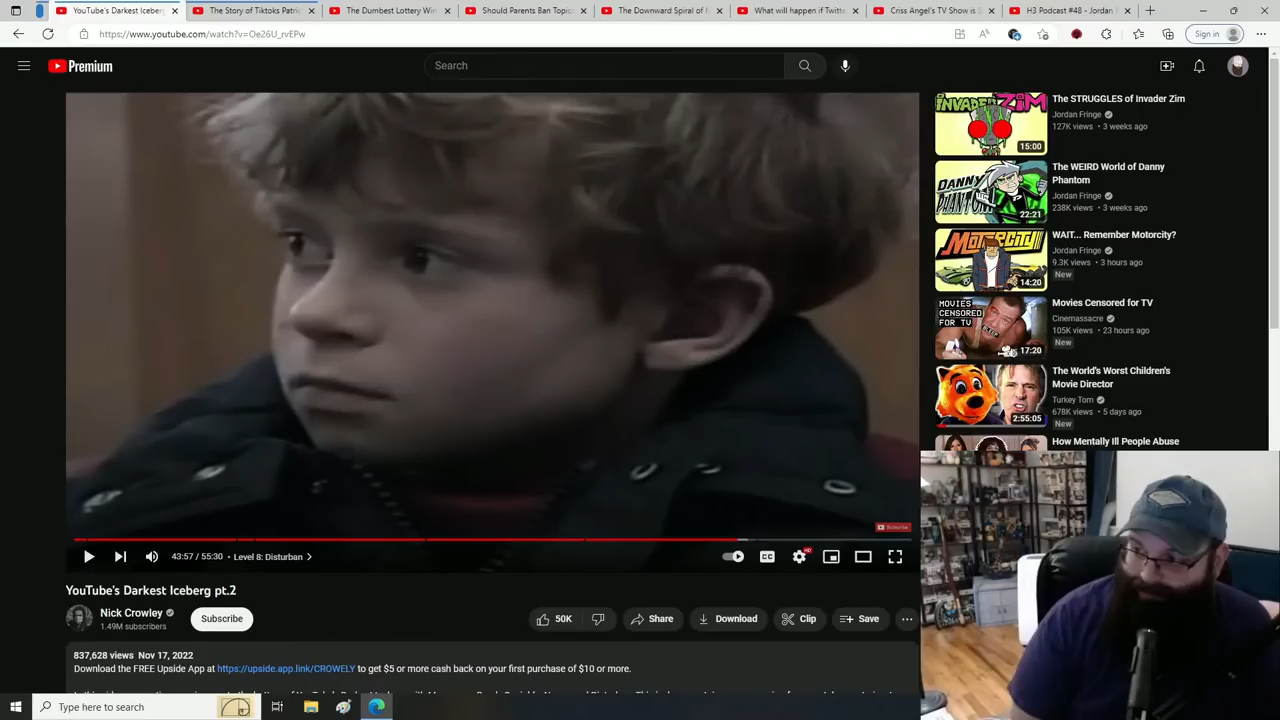 YouTube's Darkest Iceberg
The Story of Tiktoks Patric
The Dumbest Lottery Win
Should Parents Ban Topic
The Downward Spiral of
What will happen if Twitte
Criss Angel's TV Show is S
H3 Podcast #48 - Jordan
https://www.youtube.com/watch?v=Oe26U_rvEPw
Sign in
Premium
Search
INVADER ZIM
15:00
The STRUGGLES of Invader Zim
Jordan Fringe
127K views • 3 weeks ago
DANNY PHANTOM
22:21
The WEIRD World of Danny
Phantom
Jordan Fringe
238K views • 3 weeks ago
MOTORCITY
14:20
WAIT... Remember Motorcity?
Jordan Fringe
9.3K views • 3 hours ago
New
MOVIES
CENSORED
FOR TV
17:20
Movies Censored for TV
Cinemassacre
105K views • 23 hours ago
New
2:55:05
The World's Worst Children's
Movie Director
Turkey Tom
678K views • 5 days ago
New
How Mentally Ill People Abuse
Subscribe
43:57 / 55:30 • Level 8: Disturban
CC
HD
YouTube's Darkest Iceberg pt.2
Nick Crowley
1.49M subscribers
Subscribe
50K
Share
Download
Clip
Save
837,628 views Nov 17, 2022
Download the FREE Upside App at https://upside.app.link/CROWELY to get $5 or more cash back on your first purchase of $10 or more.
Type here to search